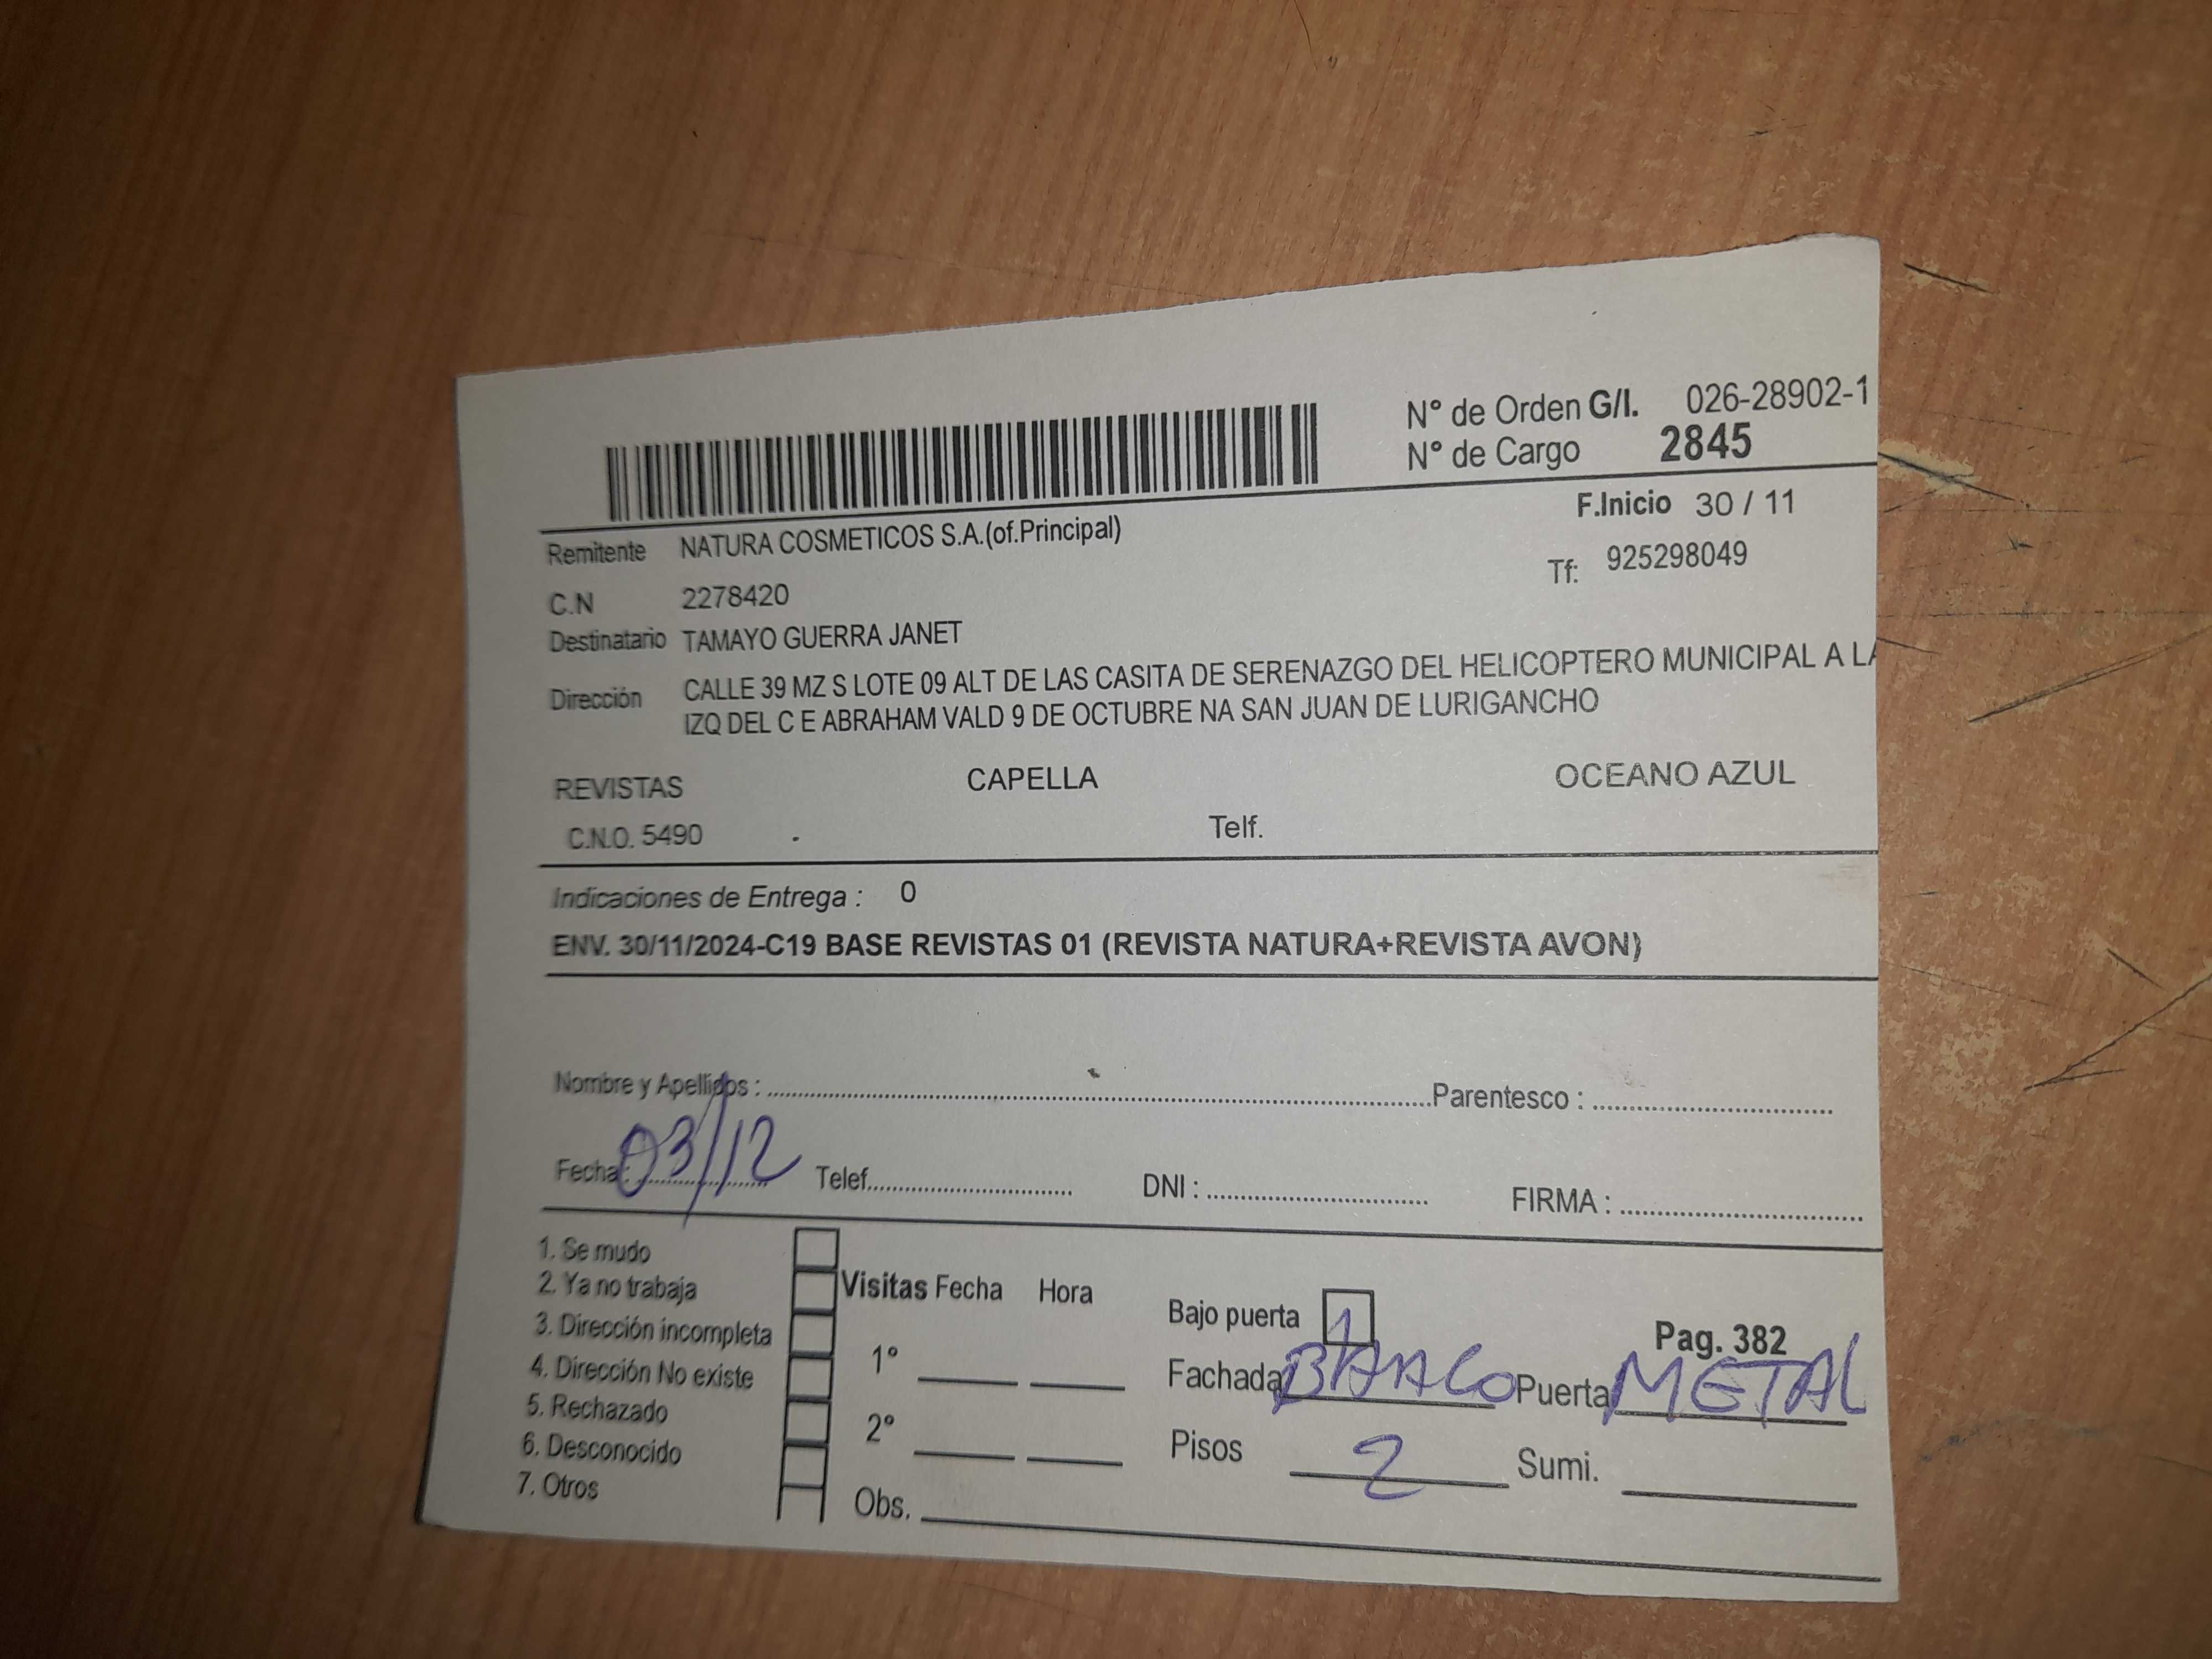 N° de Orden G/I. 026-28902-1
N° de Cargo 2845
F.Inicio 30 / 11
Remitente NATURA COSMETICOS S.A.(of.Principal)
Tf: 925298049
C.N 2278420
Destinatario TAMAYO GUERRA JANET
Dirección CALLE 39 MZ S LOTE 09 ALT DE LAS CASITA DE SERENAZGO DEL HELICOPTERO MUNICIPAL A LA
IZQ DEL C E ABRAHAM VALD 9 DE OCTUBRE NA SAN JUAN DE LURIGANCHO
REVISTAS CAPELLA OCEANO AZUL
C.N.O. 5490 . Telf.
Indicaciones de Entrega : 0
ENV. 30/11/2024-C19 BASE REVISTAS 01 (REVISTA NATURA+REVISTA AVON)
Nombre y Apellidos : Parentesco :
Fecha : 03/12 Telef. DNI : FIRMA :
1. Se mudo
2. Ya no trabaja
3. Dirección incompleta
4. Dirección No existe
5. Rechazado
6. Desconocido
7. Otros
Visitas Fecha Hora
1°
2°
Obs.
Bajo puerta 1
Pag. 382
Fachada Puerta METAL
Pisos 2 Sumi.